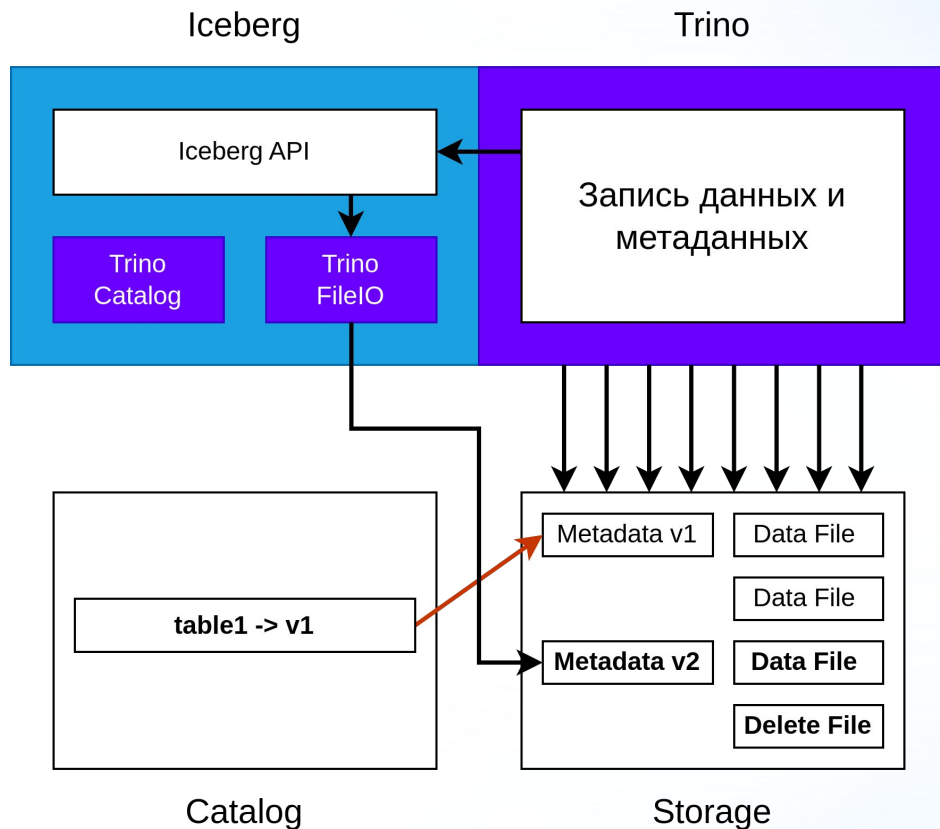 Iceberg
Trino
Iceberg API
Запись данных и
метаданных
Trino
Catalog
Trino
FileIO
table1 -> v1
Metadata v1
Data File
Data File
Metadata v2
Data File
Delete File
Catalog
Storage